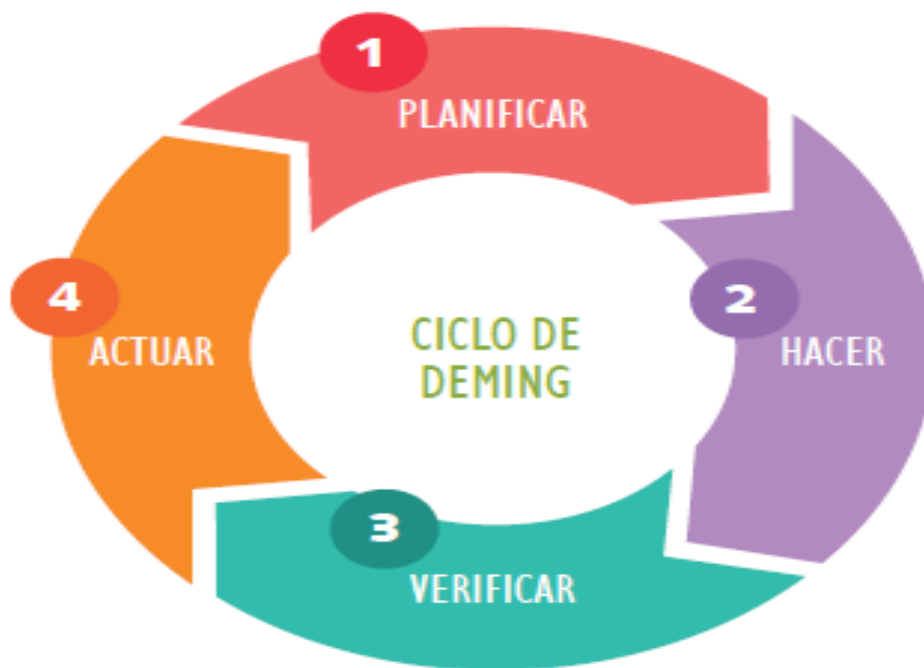 1
PLANIFICAR
2
HACER
3
VERIFICAR
4
ACTUAR
CICLO DE
DEMING